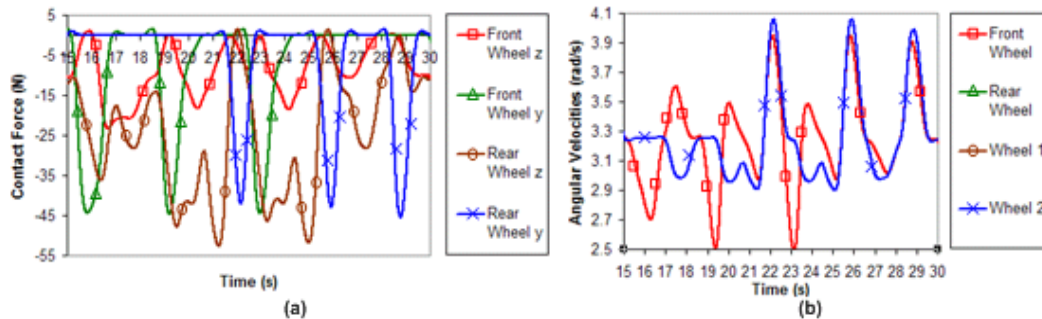 5
-5
-15
-25
-35
-45
-55
15 16 17 18 19 20 21 22 23 24 25 26 27 28 29 30
Contact Force (N)
Time (s)
Front
Wheel z
Front
Wheel y
Rear
Wheel z
Rear
Wheel y
(a)
4.1
3.9
3.7
3.5
3.3
3.1
2.9
2.7
2.5
15 16 17 18 19 20 21 22 23 24 25 26 27 28 29 30
Angular Velocities (rad/s)
Time (s)
Front
Wheel
Rear
Wheel
Wheel 1
Wheel 2
(b)